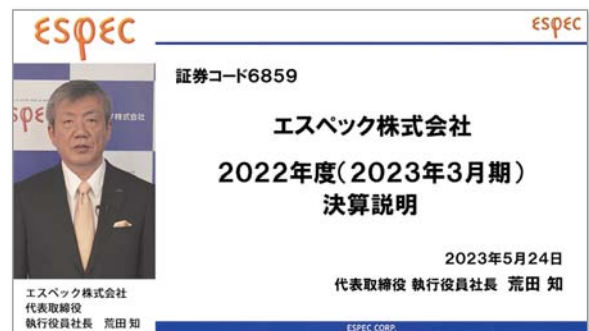 ESPEC
ESPEC
証券コード6859
エスペック株式会社
2022年度(2023年3月期)
決算説明
2023年5月24日
代表取締役 執行役員社長 荒田 知
エスペック株式会社
代表取締役
執行役員社長 荒田 知
ESPEC CORP.